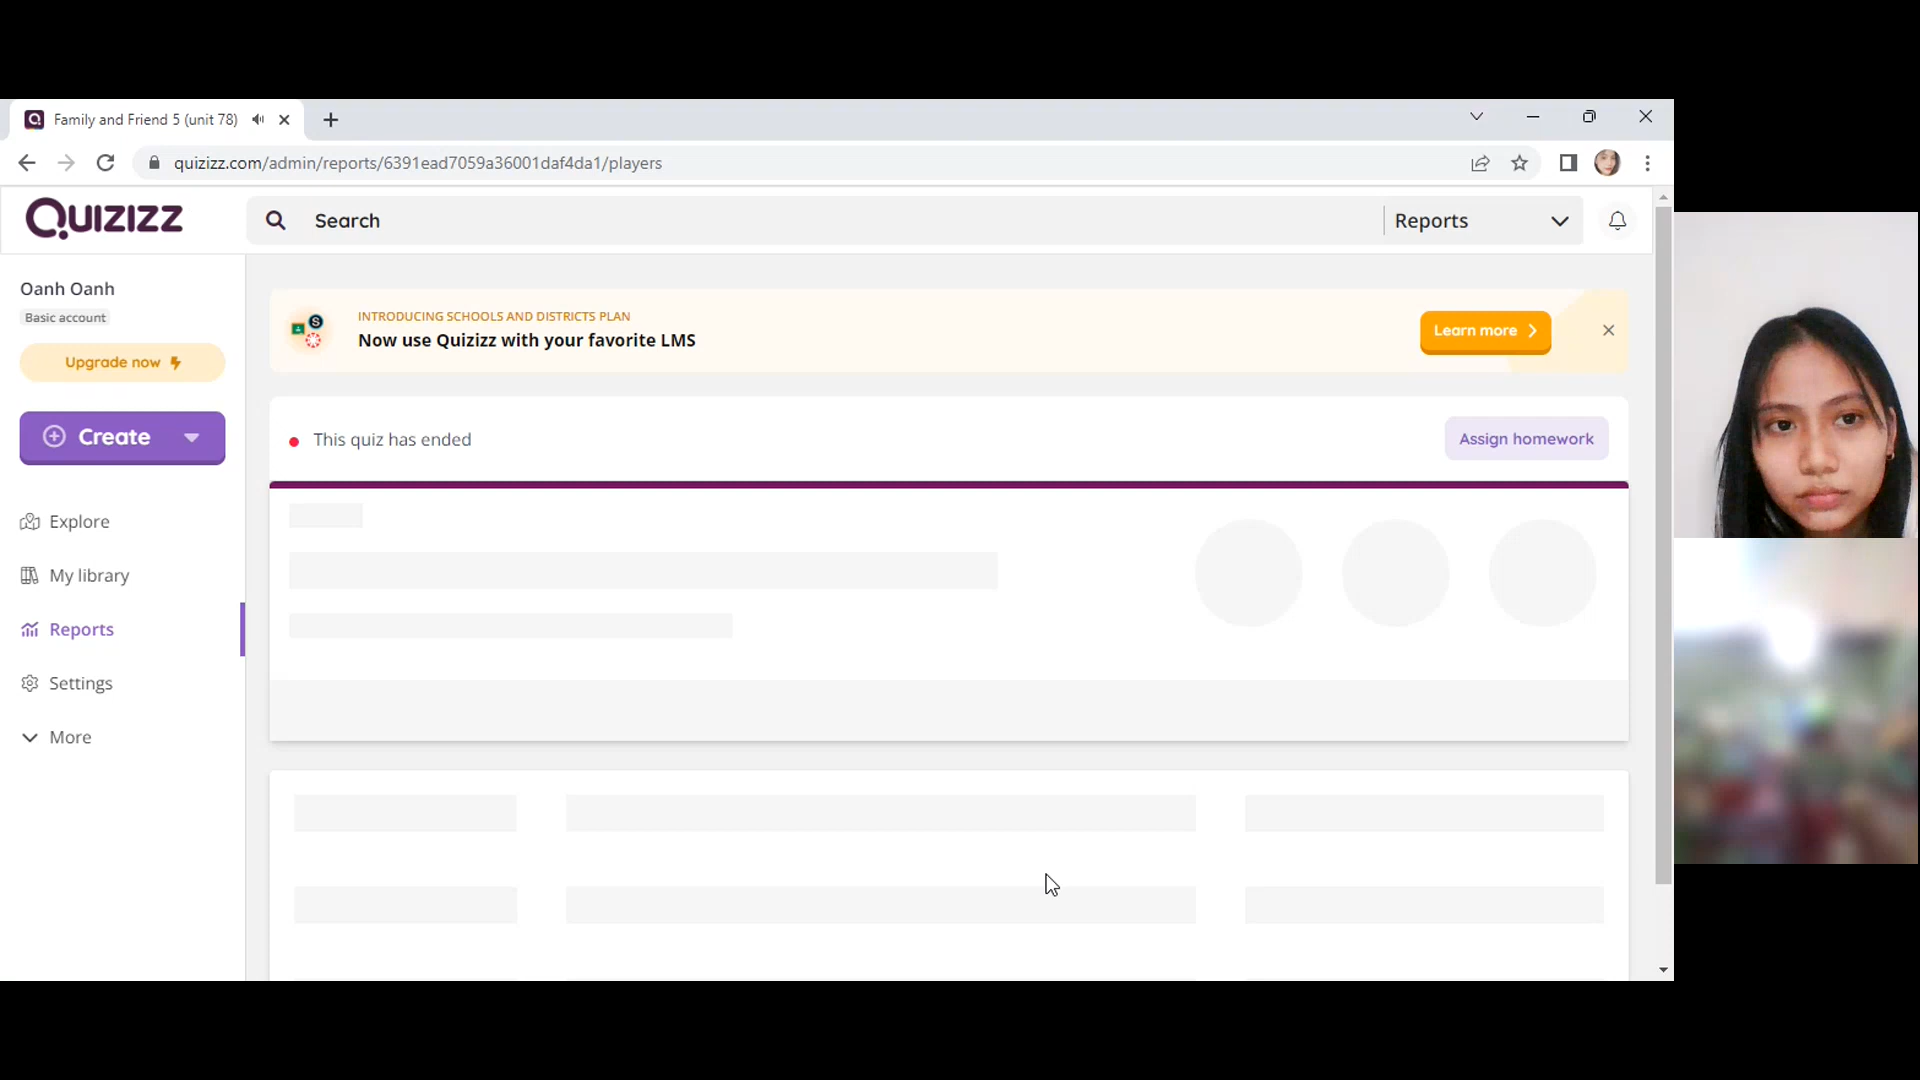 Family and Friend 5 (unit 78)
quizizz.com/admin/reports/6391ead7059a36001daf4da1/players
Quizizz
Search
Reports
Oanh Oanh
Basic account
Upgrade now
Create
Explore
My library
Reports
Settings
More
INTRODUCING SCHOOLS AND DISTRICTS PLAN
Now use Quizizz with your favorite LMS
Learn more
This quiz has ended
Assign homework